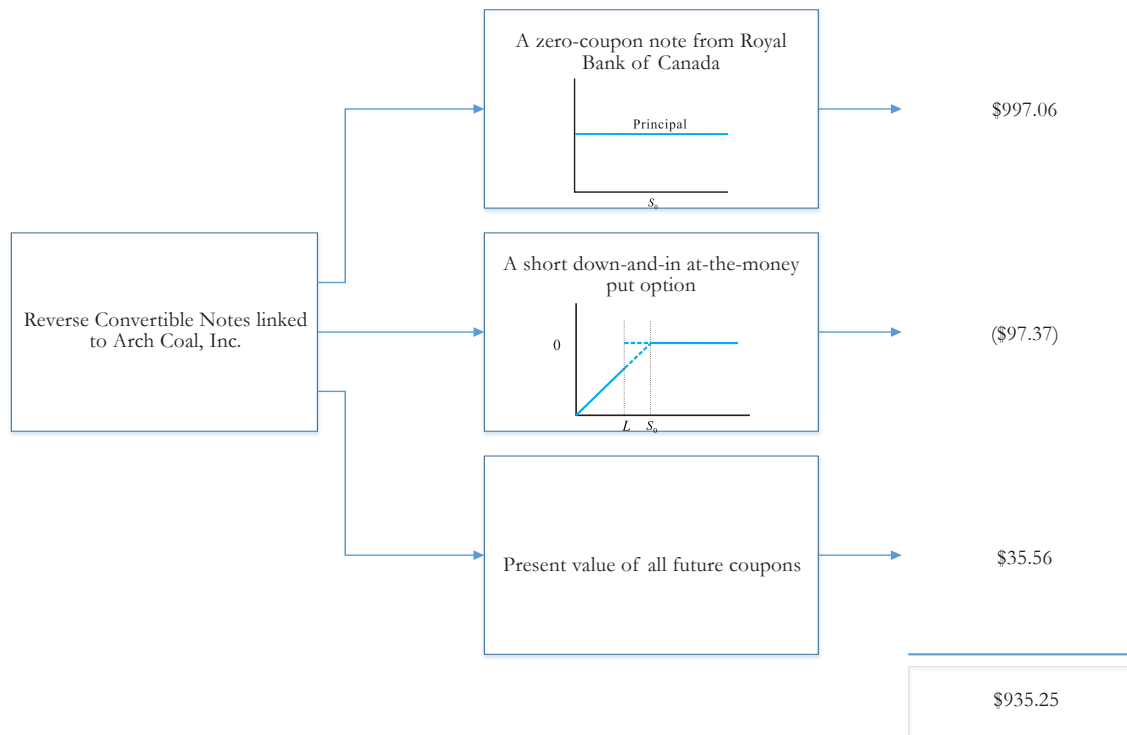 A zero-coupon note from Royal
Bank of Canada
Principal
S₀
$997.06
Reverse Convertible Notes linked
to Arch Coal, Inc.
A short down-and-in at-the-money
put option
0
L S₀
($97.37)
Present value of all future coupons
$35.56
$935.25